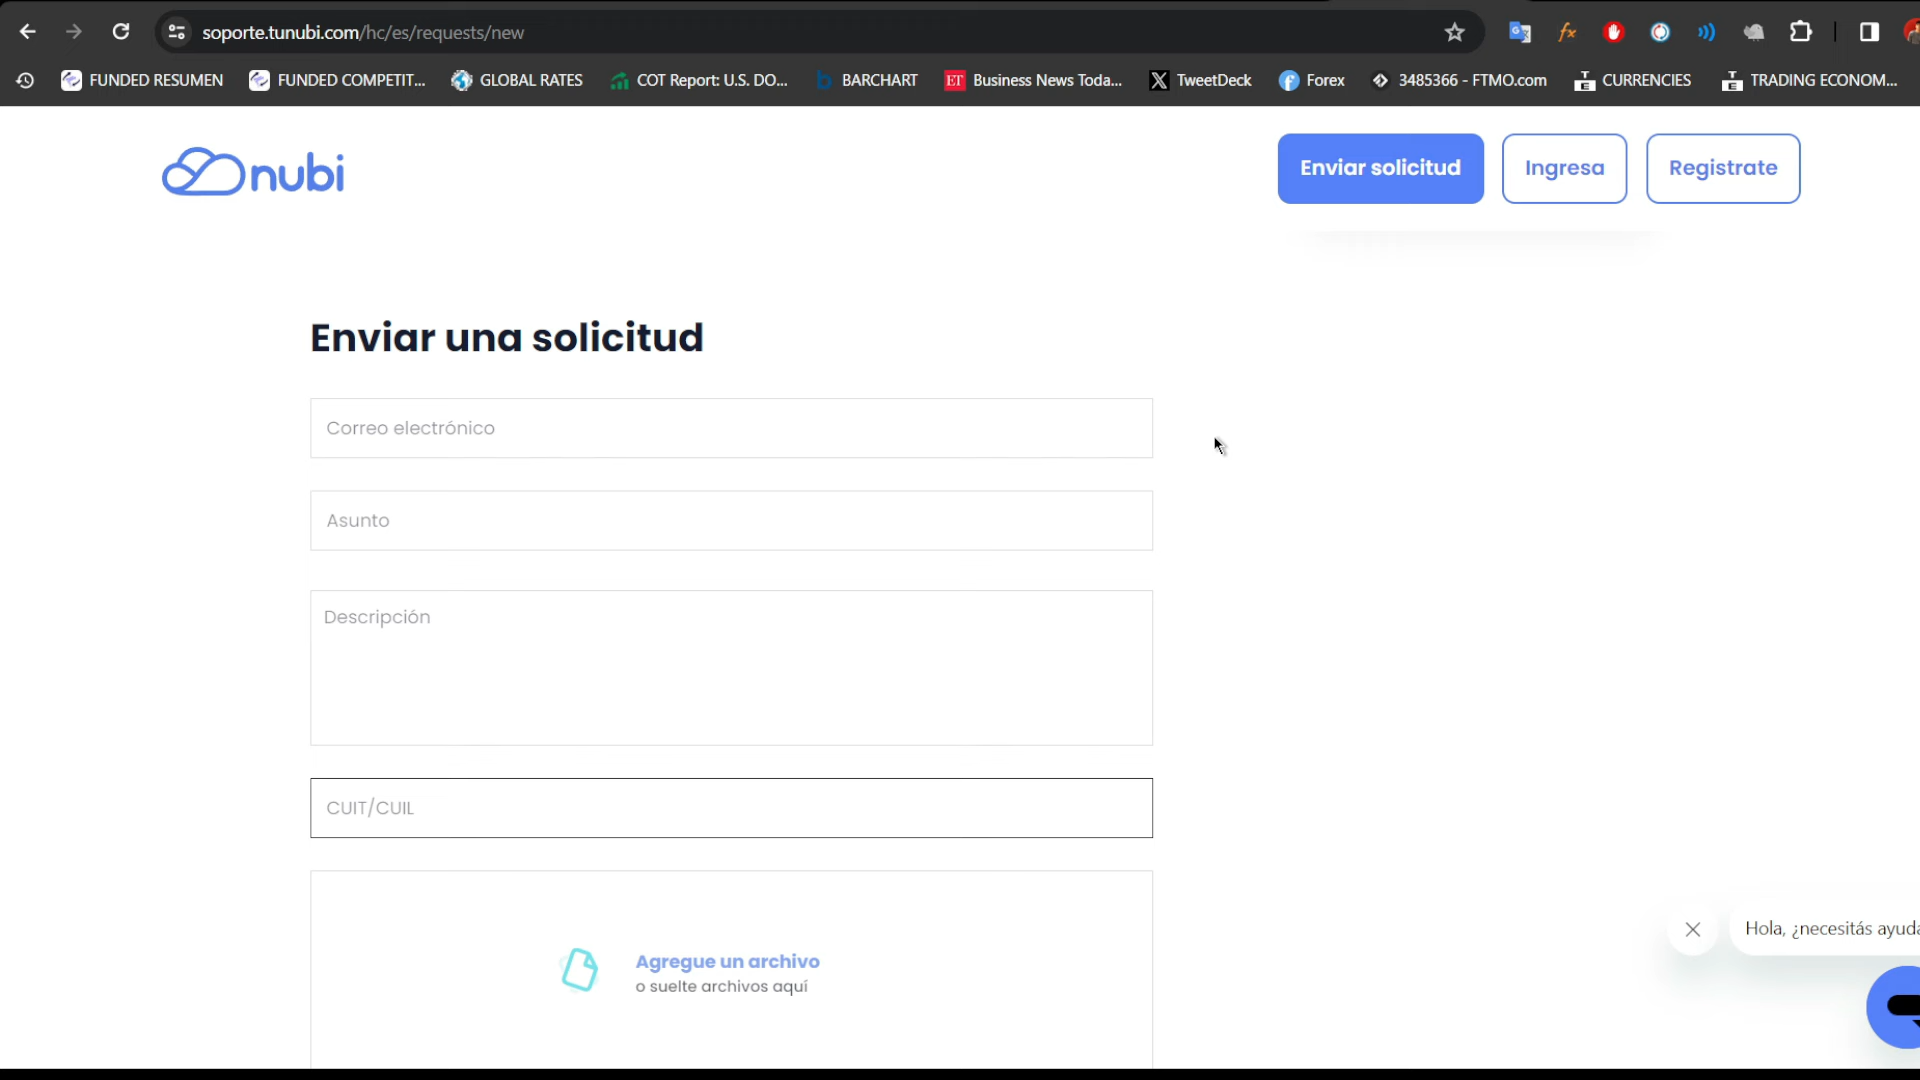 soporte.tunubi.com/hc/es/requests/new
FUNDED RESUMEN FUNDED COMPETIT... GLOBAL RATES COT Report: U.S. DO... BARCHART ET Business News Toda... TweetDeck Forex 3485366 - FTMO.com CURRENCIES TRADING ECONOM...
nubi
Enviar solicitud Ingresa Registrate
Enviar una solicitud
Correo electrónico
Asunto
Descripción
CUIT/CUIL
Agregue un archivo
o suelte archivos aquí
Hola, ¿necesitás ayuda